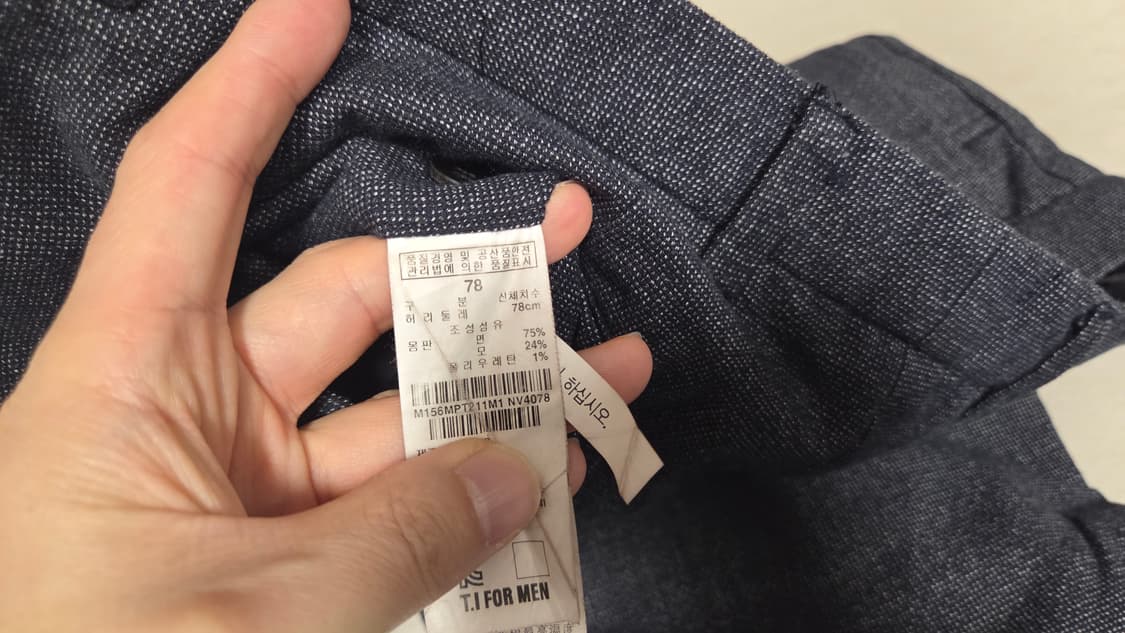 품질경영 및 공산품안전
관리법에 의한 품질표시
78
구 분 신체치수
허리둘레 78cm
조성섬유
몸판 면 75%
모 24%
폴리우레탄 1%
M156MPT211M1 NV4078
하십시오.
T.I FOR MEN